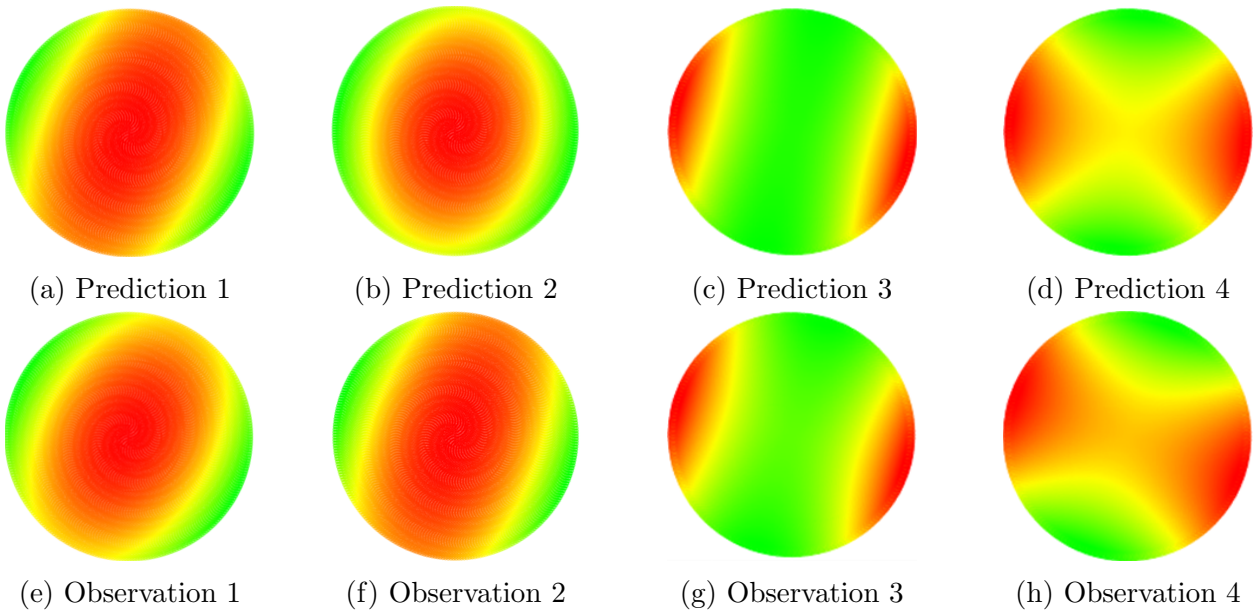 (a) Prediction 1 (b) Prediction 2 (c) Prediction 3 (d) Prediction 4
(e) Observation 1 (f) Observation 2 (g) Observation 3 (h) Observation 4